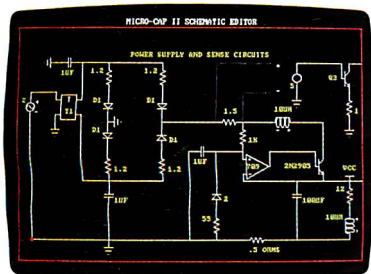 MICRO-CAP II SCHEMATIC EDITOR
POWER SUPPLY AND SENSE CIRCUITS
1UF
1.2
1.2
Q3
5
2
T1
D1
D1
10UH
1.5
1
D1
D1
1K
1UF
709
2N2905
VCC
1.2
1.2
2
12
1UF
100UF
55
10UH
.5 OHMS